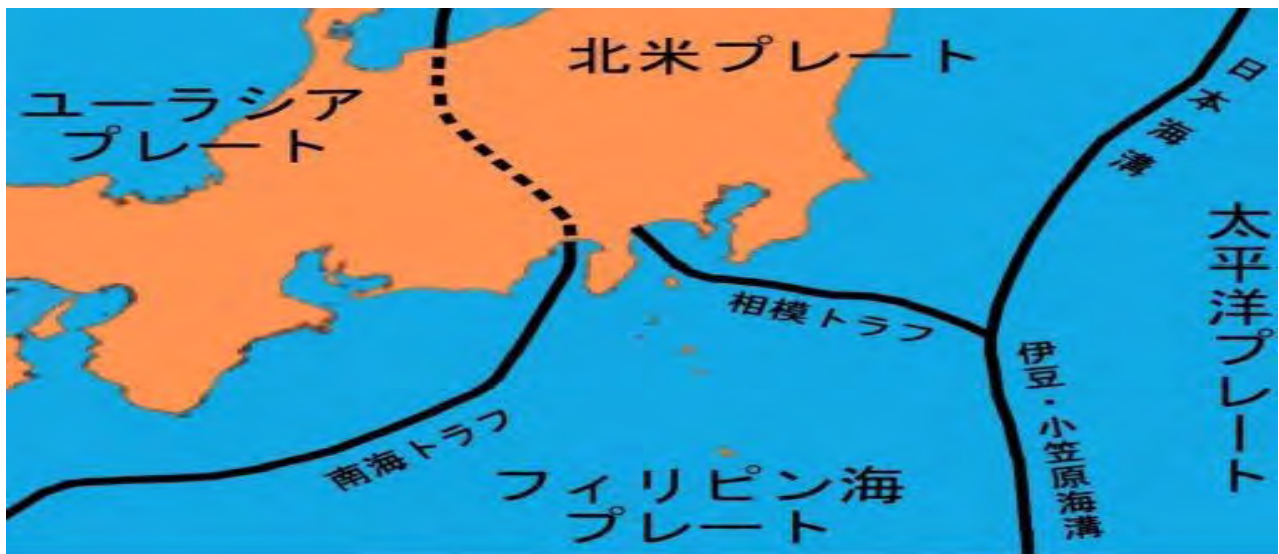 北米プレート
ユーラシア
プレート
日本海溝
太平洋プレート
相模トラフ
伊豆・小笠原海溝
南海トラフ
フィリピン海
プレート